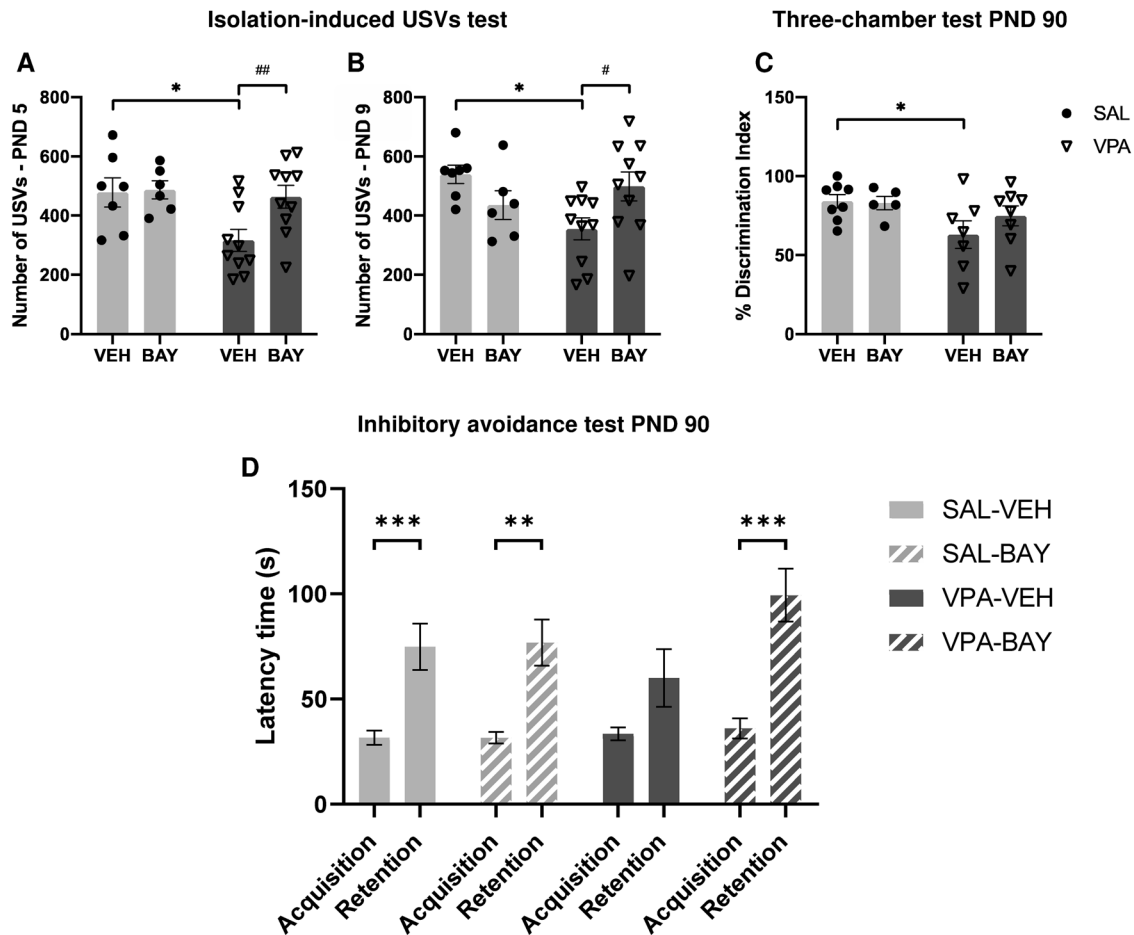 Isolation-induced USVs test
Three-chamber test PND 90
A
B
C
Number of USVs - PND 5
800
600
400
200
0
*
##
VEH BAY VEH BAY
Number of USVs - PND 9
800
600
400
200
0
*
#
VEH BAY VEH BAY
% Discrimination Index
150
100
50
0
*
VEH BAY VEH BAY
SAL
VPA
Inhibitory avoidance test PND 90
D
Latency time (s)
150
100
50
0
*** ** ***
Acquisition
Retention
Acquisition
Retention
Acquisition
Retention
Acquisition
Retention
SAL-VEH
SAL-BAY
VPA-VEH
VPA-BAY